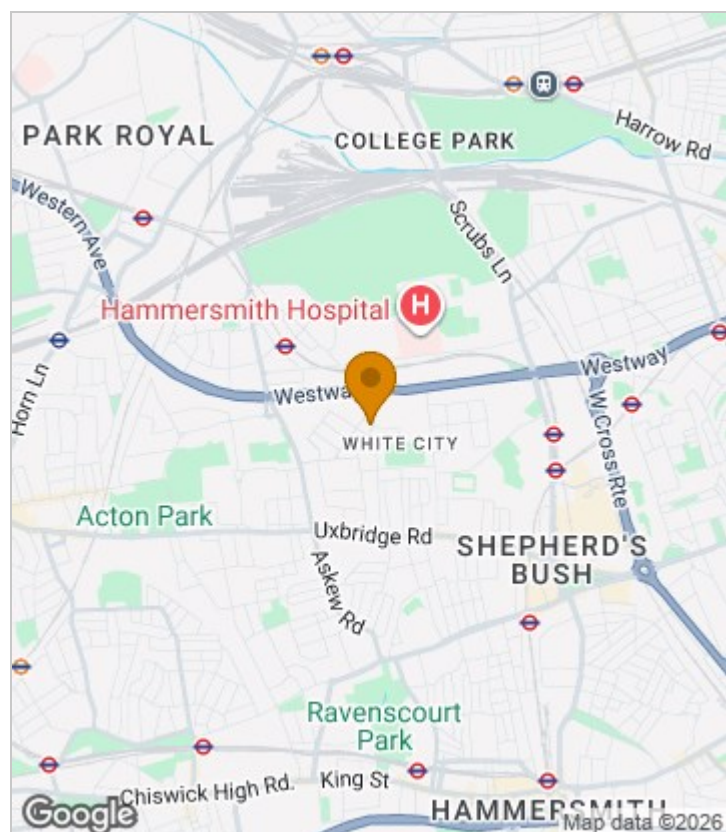 PARK ROYAL
COLLEGE PARK
Harrow Rd
Western Ave
Scrubs Ln
Hammersmith Hospital
H
Horn Ln
Westway
Westwa
W Cross Rte
WHITE CITY
Acton Park
Uxbridge Rd
SHEPHERD'S
BUSH
Askew Rd
Ravenscourt
Park
Chiswick High Rd.
King St
HAMMERSMITH
Google
Map data ©2026